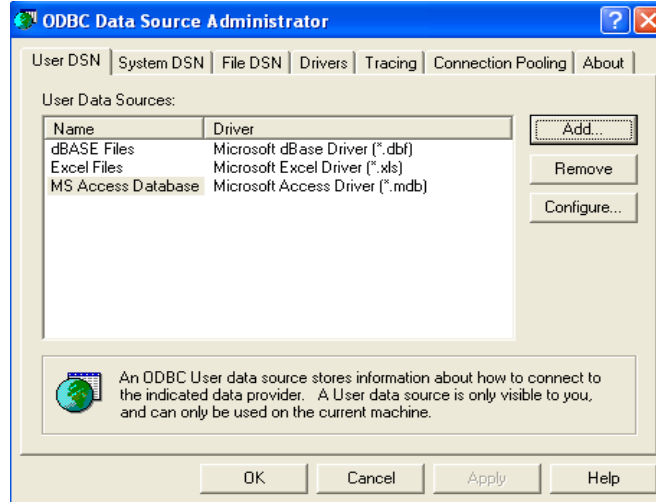 ODBC Data Source Administrator
User DSN System DSN File DSN Drivers Tracing Connection Pooling About
User Data Sources:
Name Driver
dBASE Files Microsoft dBase Driver (*.dbf)
Excel Files Microsoft Excel Driver (*.xls)
MS Access Database Microsoft Access Driver (*.mdb)
Add...
Remove
Configure...
An ODBC User data source stores information about how to connect to
the indicated data provider. A User data source is only visible to you,
and can only be used on the current machine.
OK Cancel Apply Help